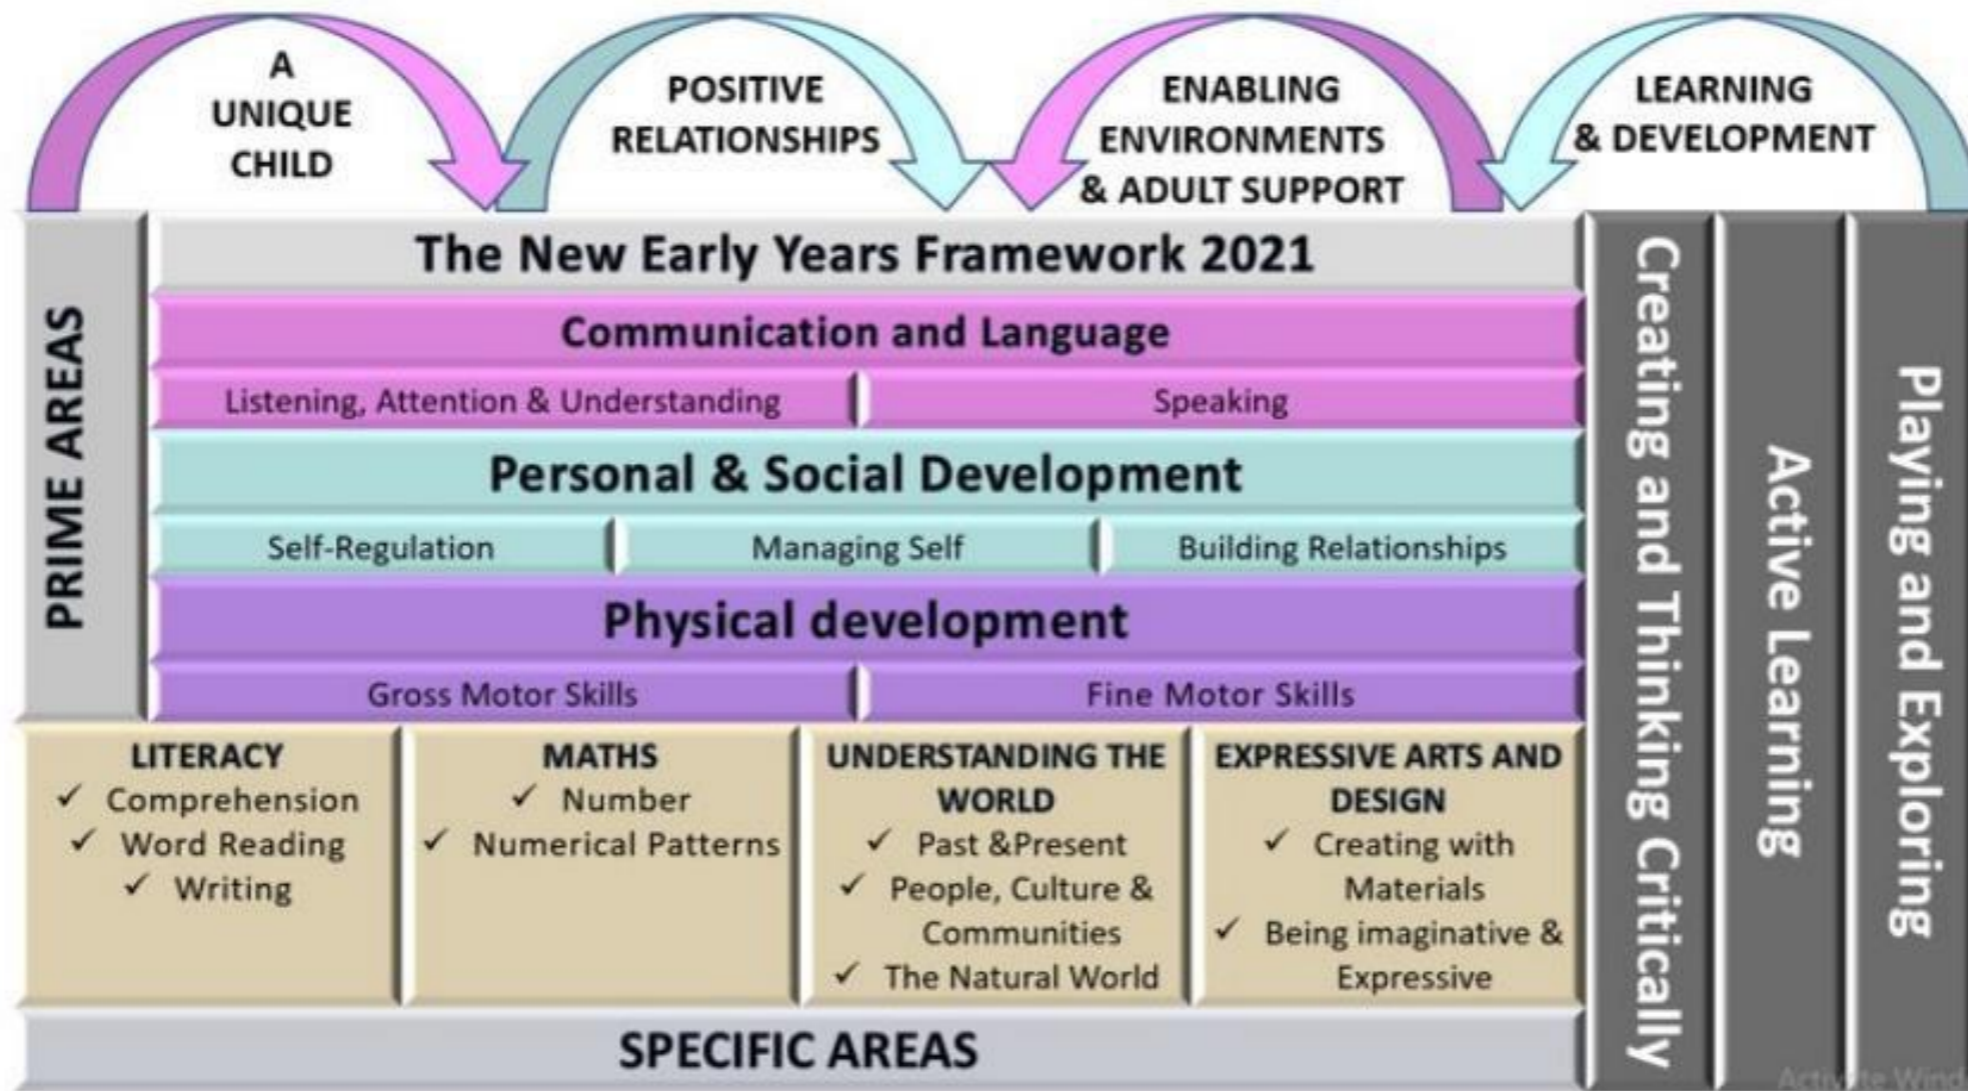 A
UNIQUE
CHILD
POSITIVE
RELATIONSHIPS
ENABLING
ENVIRONMENTS
& ADULT SUPPORT
LEARNING
& DEVELOPMENT
PRIME AREAS
The New Early Years Framework 2021
Communication and Language
Listening, Attention & Understanding
Speaking
Personal & Social Development
Self-Regulation
Managing Self
Building Relationships
Physical development
Gross Motor Skills
Fine Motor Skills
LITERACY
✓ Comprehension
✓ Word Reading
✓ Writing
MATHS
✓ Number
✓ Numerical Patterns
UNDERSTANDING THE
WORLD
✓ Past &Present
✓ People, Culture &
Communities
✓ The Natural World
EXPRESSIVE ARTS AND
DESIGN
✓ Creating with
Materials
✓ Being imaginative &
Expressive
SPECIFIC AREAS
Creating and Thinking Critically
Active Learning
Playing and Exploring